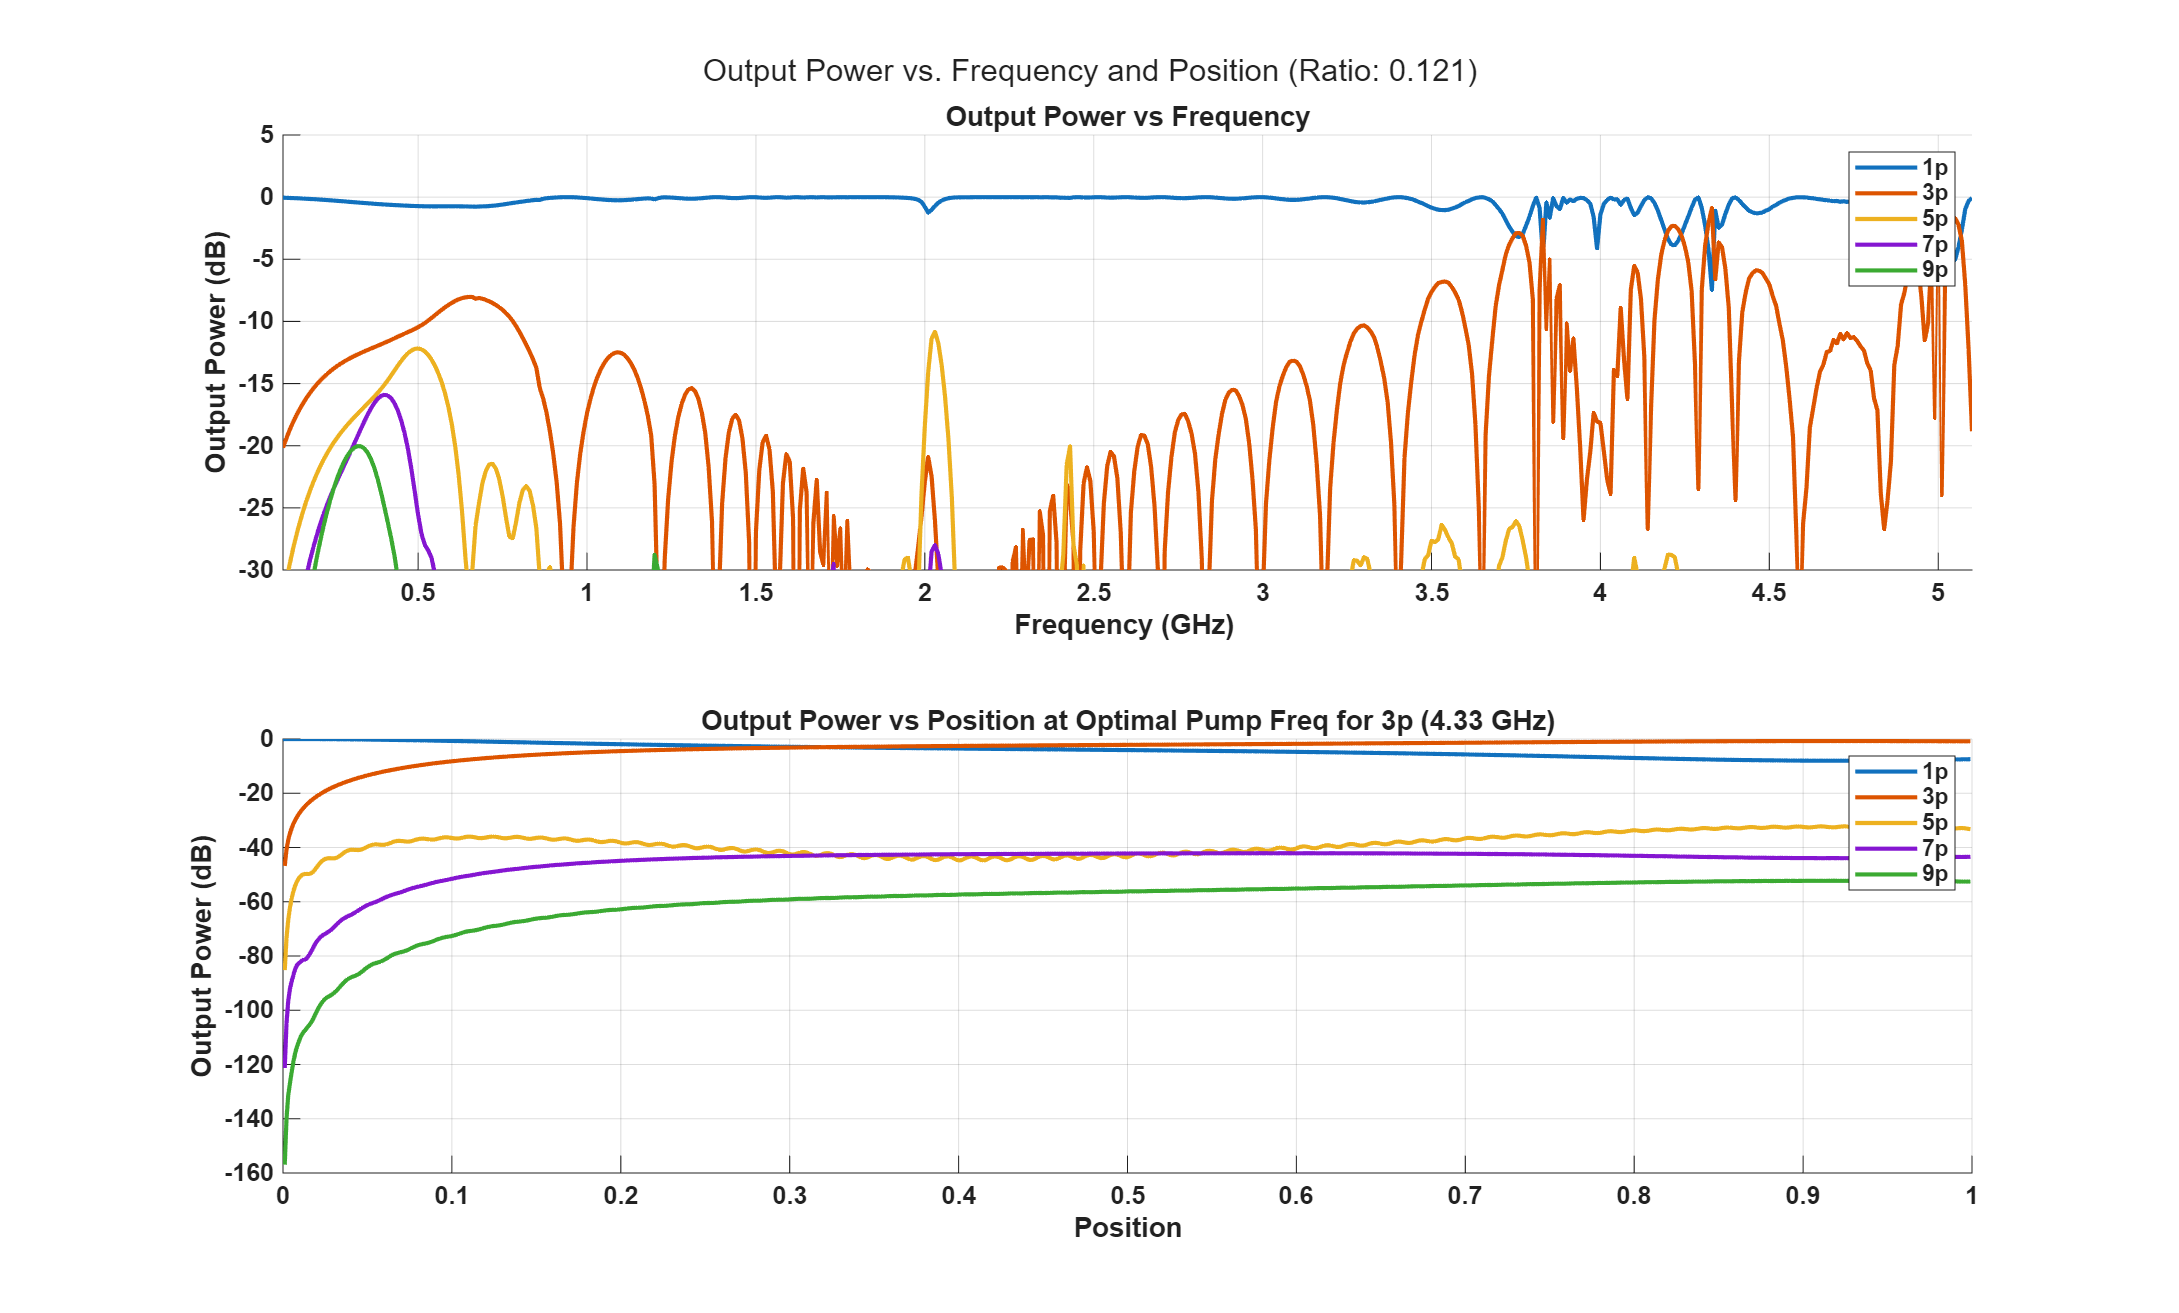 Output Power vs. Frequency and Position (Ratio: 0.121)
Output Power vs Frequency
5
0
-5
-10
-15
-20
-25
-30
Output Power (dB)
0.5 1 1.5 2 2.5 3 3.5 4 4.5 5
Frequency (GHz)
1p
3p
5p
7p
9p
Output Power vs Position at Optimal Pump Freq for 3p (4.33 GHz)
0
-20
-40
-60
-80
-100
-120
-140
-160
Output Power (dB)
0 0.1 0.2 0.3 0.4 0.5 0.6 0.7 0.8 0.9 1
Position
1p
3p
5p
7p
9p